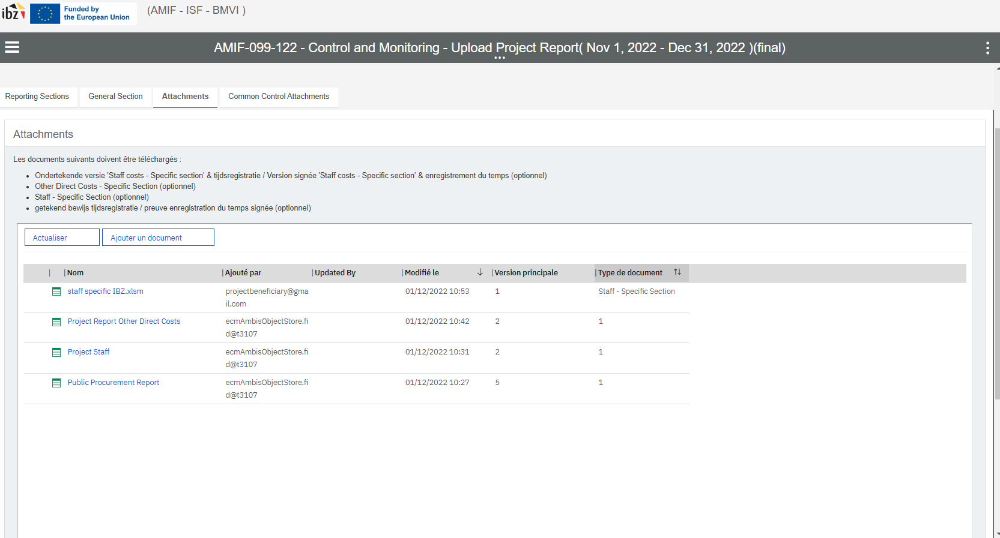 ibz Funded by the European Union (AMIF - ISF - BMVI )
AMIF-099-122 - Control and Monitoring - Upload Project Report( Nov 1, 2022 - Dec 31, 2022 )(final)
Reporting Sections General Section Attachments Common Control Attachments
Attachments
Les documents suivants doivent être téléchargés :
Ondertekende versie 'Staff costs - Specific section' & tijdsregistratie / Version signée 'Staff costs - Specific section' & enregistrement du temps (optionnel)
Other Direct Costs - Specific Section (optionnel)
Staff - Specific Section (optionnel)
getekend bewijs tijdsregistratie / preuve enregistration du temps signée (optionnel)
Actualiser Ajouter un document
Nom Ajouté par Updated By Modifié le Version principale Type de document
staff specific IBZ.xlsm projectbeneficiary@gma 01/12/2022 10:53 1 Staff - Specific Section
il.com
Project Report Other Direct Costs ecmAmbisObjectStore.fi 01/12/2022 10:42 2 1
d@t3107
Project Staff ecmAmbisObjectStore.fi 01/12/2022 10:31 2 1
d@t3107
Public Procurement Report ecmAmbisObjectStore.fi 01/12/2022 10:27 5 1
d@t3107